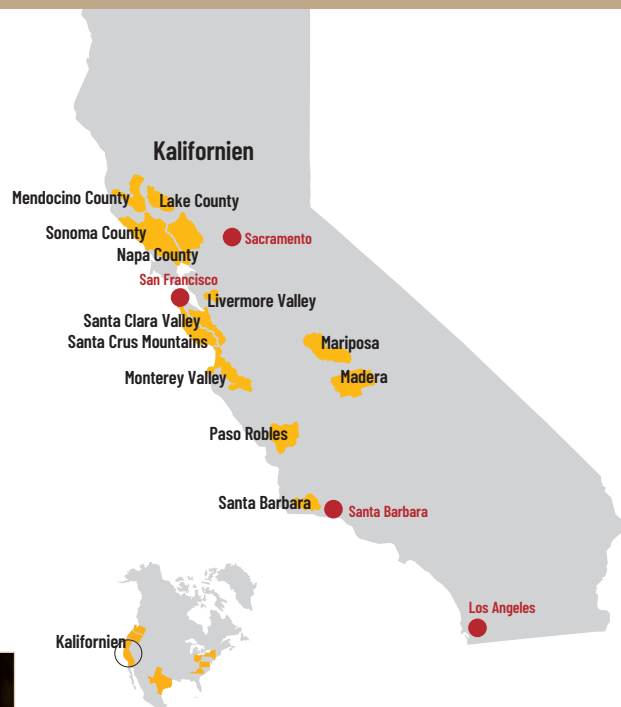 Kalifornien
Mendocino County
Lake County
Sonoma County
Sacramento
Napa County
San Francisco
Livermore Valley
Santa Clara Valley
Santa Crus Mountains
Mariposa
Monterey Valley
Madera
Paso Robles
Santa Barbara
Santa Barbara
Los Angeles
Kalifornien